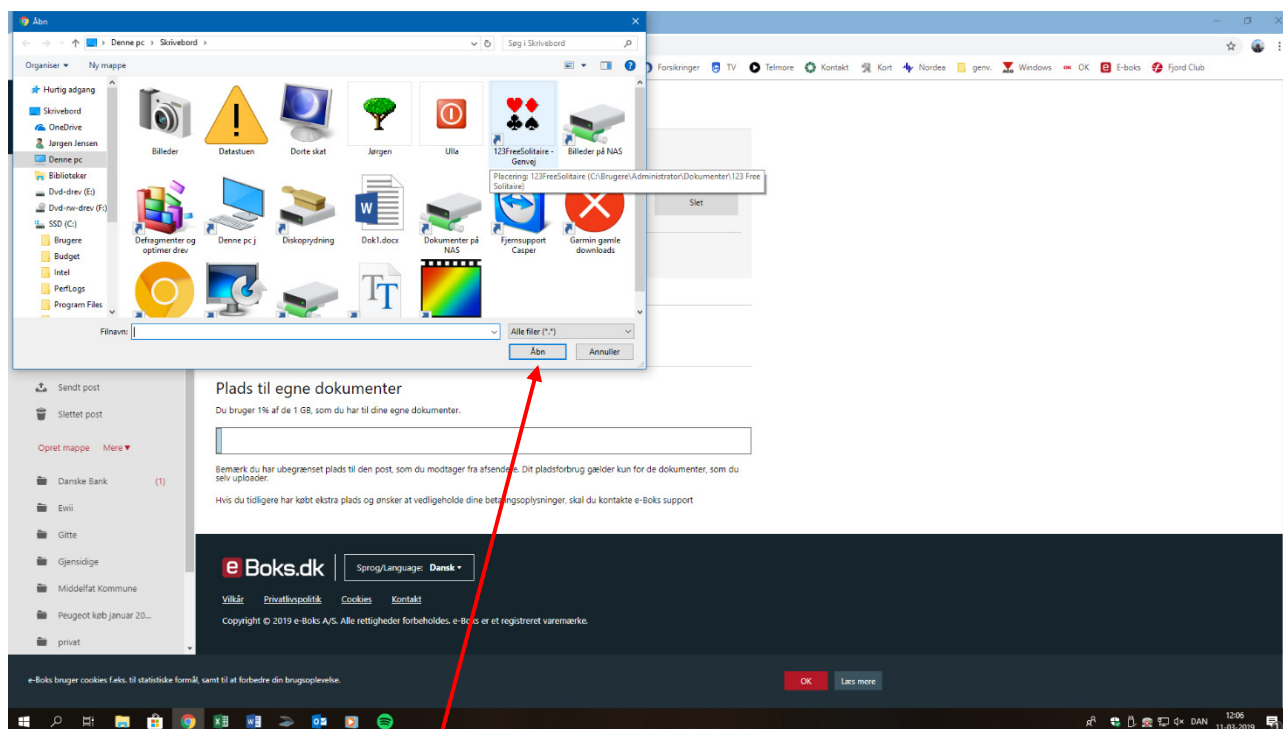 Åbn
Denne pc › Skrivebord ›
Søg i Skrivebord
Organiser
Ny mappe
Forsikringer
TV
Telmore
Kontakt
Kort
Nordea
genv.
Windows
OK
E-boks
Fjord Club
Hurtig adgang
Skrivebord
OneDrive
Jørgen Jensen
Denne pc
Biblioteker
Dvd-drev (E:)
Dvd-rw-drev (F:)
SSD (C:)
Brugere
Budget
Intel
PerfLogs
Program Files
Billeder
Datastuen
Dorte skat
Jørgen
Ulla
123FreeSolitaire -
Genvej
Billeder på NAS
Placering: 123FreeSolitaire (C:\Brugere\Administrator\Dokumenter\123 Free
Solitaire)
Slet
Defragmenter og
optimer drev
Denne pc j
Diskoprydning
Dok1.docx
Dokumenter på
NAS
Fjernsupport
Casper
Garmin gamle
downloads
Filnavn:
Alle filer (*.*)
Åbn
Annuller
Sendt post
Slettet post
Opret mappe
Mere▼
Danske Bank
(1)
Ewii
Gitte
Gjensidige
Middelfat Kommune
Peugeot køb januar 20...
privat
Plads til egne dokumenter
Du bruger 1% af de 1 GB, som du har til dine egne dokumenter.
Bemærk du har ubegrænset plads til den post, som du modtager fra afsendere. Dit pladsforbrug gælder kun for de dokumenter, som du
selv uploader.
Hvis du tidligere har købt ekstra plads og ønsker at vedligeholde dine betalingsoplysninger, skal du kontakte e-Boks support
e Boks.dk
Sprog/Language: Dansk
Vilkår
Privatlivspolitik
Cookies
Kontakt
Copyright © 2019 e-Boks A/S. Alle rettigheder forbeholdes. e-Boks er et registreret varemærke.
e-Boks bruger cookies f.eks. til statistiske formål, samt til at forbedre din brugsoplevelse.
OK
Læs mere
DAN
12:06
11-03-2019